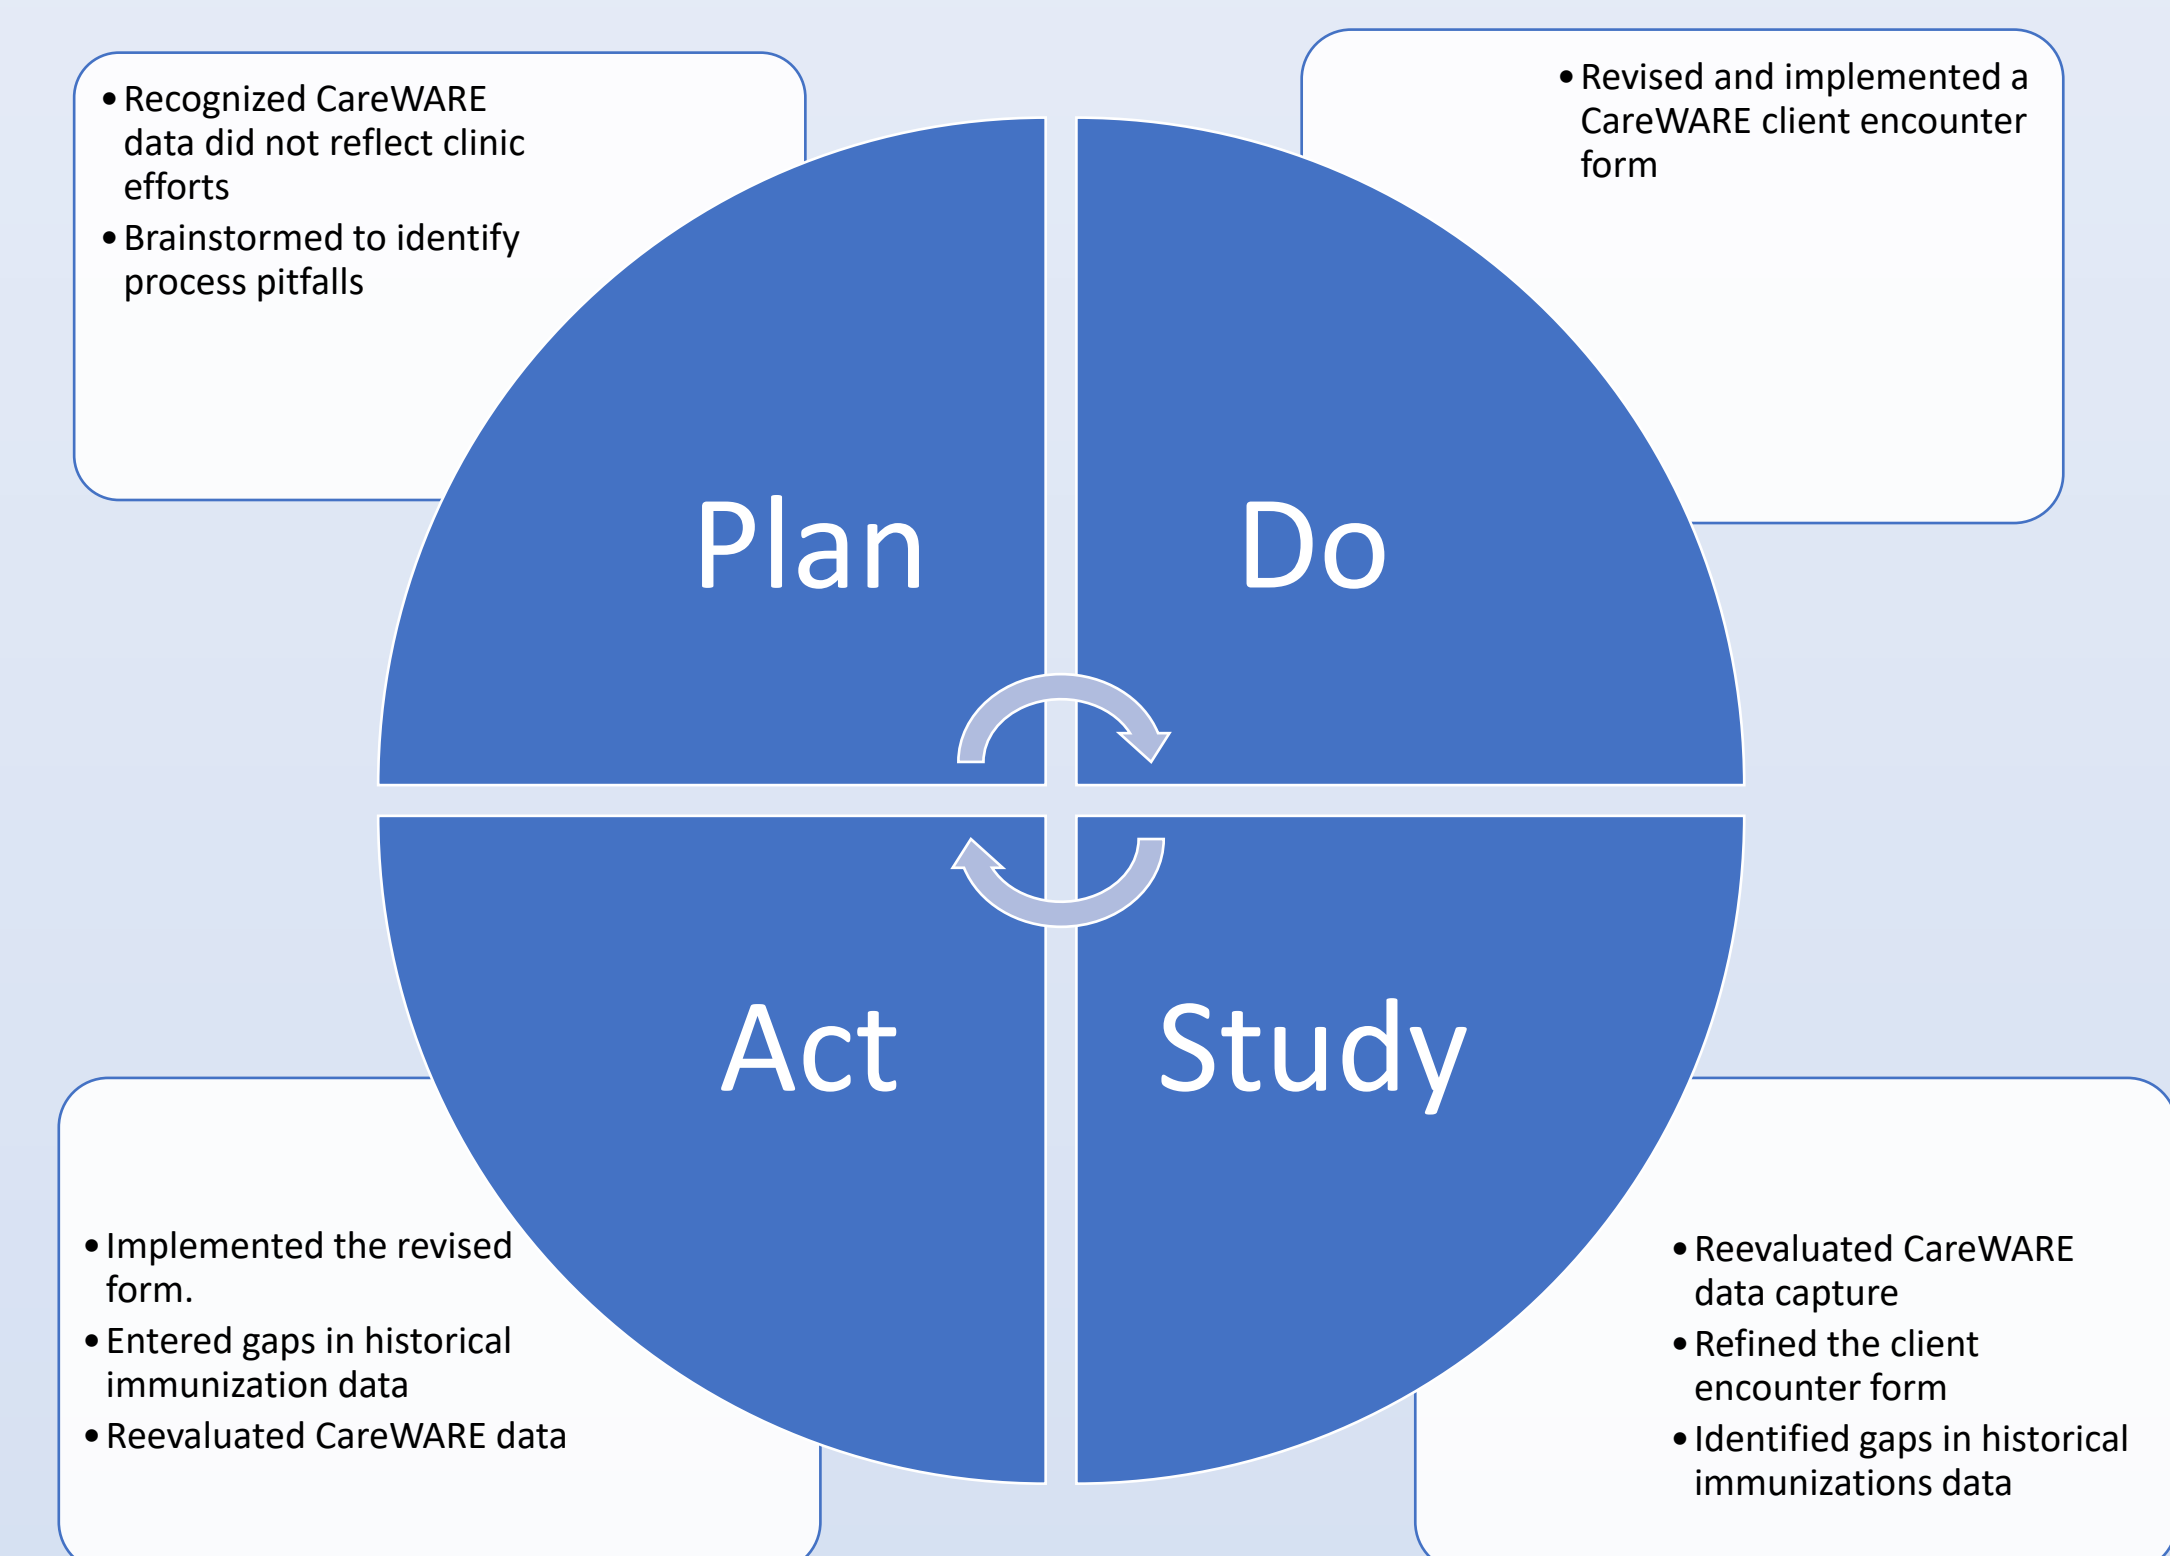 • Recognized CareWARE
data did not reflect clinic
efforts
• Brainstormed to identify
process pitfalls
• Revised and implemented a
CareWARE client encounter
form
Plan
Do
Act
Study
• Implemented the revised
form.
• Entered gaps in historical
immunization data
• Reevaluated CareWARE data
• Reevaluated CareWARE
data capture
• Refined the client
encounter form
• Identified gaps in historical
immunizations data